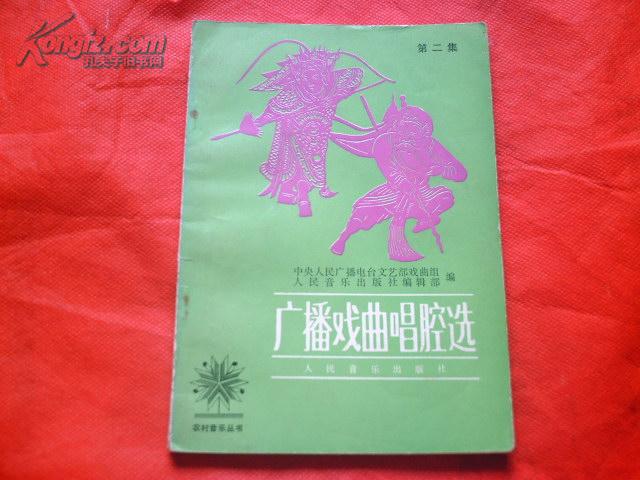 Kongfz.com
孔夫子旧书网
第二集
中央人民广播电台文艺部戏曲组
人民音乐出版社编辑部 编
广播戏曲唱腔选
人民音乐出版社
农村音乐丛书